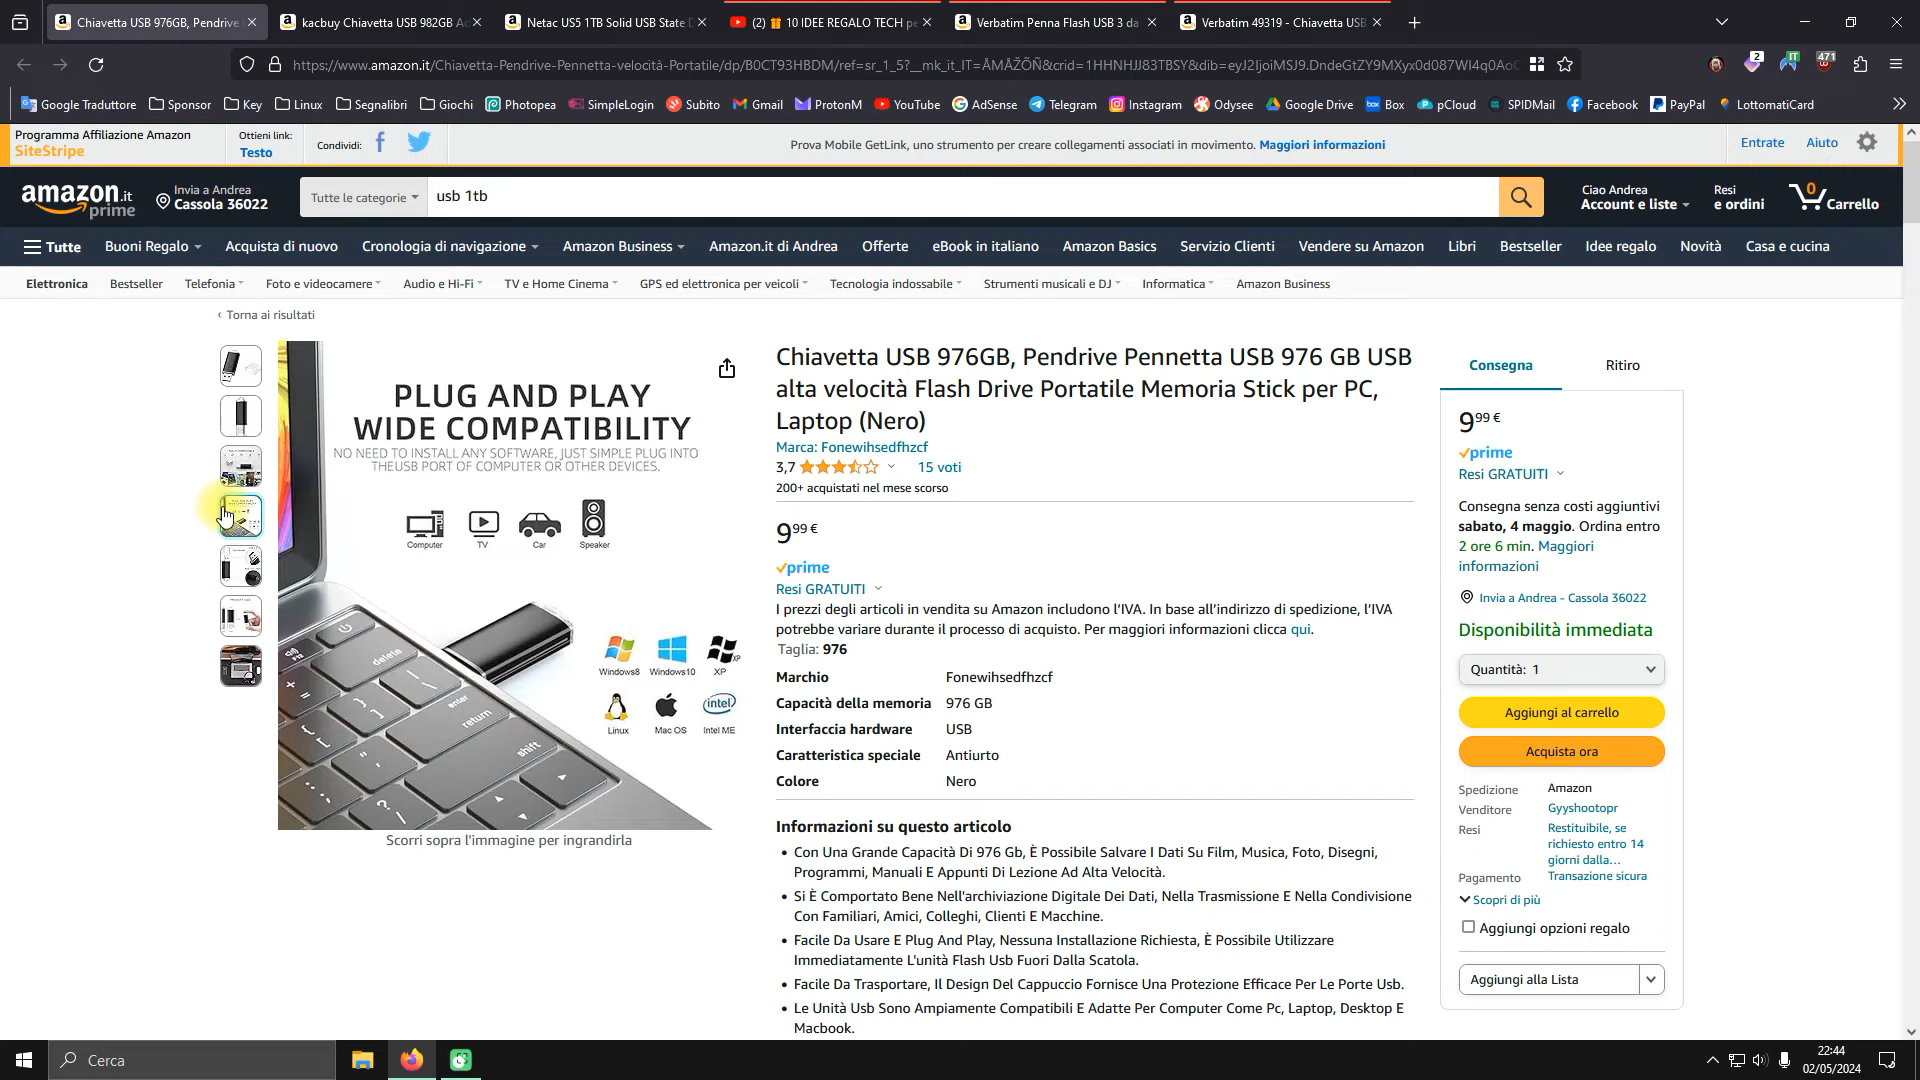 Chiavetta USB 976GB, Pendrive
kacbuy Chiavetta USB 982GB Ac
Netac US5 1TB Solid USB State D
(2) 🎁 10 IDEE REGALO TECH pe
Verbatim Penna Flash USB 3 da
Verbatim 49319 - Chiavetta USB
https://www.amazon.it/Chiavetta-Pendrive-Pennetta-velocità-Portatile/dp/B0CT93HBDM/ref=sr_1_5?__mk_it_IT=ÅMÅŽÕÑ&crid=1HHNHJJ83TBSY&dib=eyJ2IjoiMSJ9.DndeGtZY9MXyx0d087WI4q0AoC
2
IT
471
Google Traduttore
Sponsor
Key
Linux
Segnalibri
Giochi
Photopea
SimpleLogin
Subito
Gmail
ProtonM
YouTube
AdSense
Telegram
Instagram
Odysee
Google Drive
Box
pCloud
SPIDMail
Facebook
PayPal
LottomatiCard
Programma Affiliazione Amazon
SiteStripe
Ottieni link:
Testo
Condividi:
Prova Mobile GetLink, uno strumento per creare collegamenti associati in movimento. Maggiori informazioni
Entrate
Aiuto
amazon.it
prime
Invia a Andrea
Cassola 36022
Tutte le categorie
usb 1tb
Ciao Andrea
Account e liste
Resi
e ordini
0
Carrello
Tutte
Buoni Regalo
Acquista di nuovo
Cronologia di navigazione
Amazon Business
Amazon.it di Andrea
Offerte
eBook in italiano
Amazon Basics
Servizio Clienti
Vendere su Amazon
Libri
Bestseller
Idee regalo
Novità
Casa e cucina
Elettronica
Bestseller
Telefonia
Foto e videocamere
Audio e Hi-Fi
TV e Home Cinema
GPS ed elettronica per veicoli
Tecnologia indossabile
Strumenti musicali e DJ
Informatica
Amazon Business
‹ Torna ai risultati
PLUG AND PLAY
WIDE COMPATIBILITY
NO NEED TO INSTALL ANY SOFTWARE, JUST SIMPLE PLUG INTO
THEUSB PORT OF COMPUTER OR OTHER DEVICES.
Computer
TV
Car
Speaker
Windows8
Windows10
XP
Linux
Mac OS
intel
Intel ME
delete
enter
return
shift
Scorri sopra l'immagine per ingrandirla
Chiavetta USB 976GB, Pendrive Pennetta USB 976 GB USB
alta velocità Flash Drive Portatile Memoria Stick per PC,
Laptop (Nero)
Marca: Fonewihsedfhzcf
3,7
15 voti
200+ acquistati nel mese scorso
9,99 €
prime
Resi GRATUITI
I prezzi degli articoli in vendita su Amazon includono l'IVA. In base all'indirizzo di spedizione, l'IVA
potrebbe variare durante il processo di acquisto. Per maggiori informazioni clicca qui.
Taglia: 976
Marchio Fonewihsedfhzcf
Capacità della memoria 976 GB
Interfaccia hardware USB
Caratteristica speciale Antiurto
Colore Nero
Informazioni su questo articolo
• Con Una Grande Capacità Di 976 Gb, È Possibile Salvare I Dati Su Film, Musica, Foto, Disegni,
Programmi, Manuali E Appunti Di Lezione Ad Alta Velocità.
• Si È Comportato Bene Nell'archiviazione Digitale Dei Dati, Nella Trasmissione E Nella Condivisione
Con Familiari, Amici, Colleghi, Clienti E Macchine.
• Facile Da Usare E Plug And Play, Nessuna Installazione Richiesta, È Possibile Utilizzare
Immediatamente L'unità Flash Usb Fuori Dalla Scatola.
• Facile Da Trasportare, Il Design Del Cappuccio Fornisce Una Protezione Efficace Per Le Porte Usb.
• Le Unità Usb Sono Ampiamente Compatibili E Adatte Per Computer Come Pc, Laptop, Desktop E
Macbook.
Consegna
Ritiro
9,99 €
prime
Resi GRATUITI
Consegna senza costi aggiuntivi
sabato, 4 maggio. Ordina entro
2 ore 6 min. Maggiori
informazioni
Invia a Andrea - Cassola 36022
Disponibilità immediata
Quantità: 1
Aggiungi al carrello
Acquista ora
Spedizione Amazon
Venditore Gyyshootopr
Resi Restituibile, se
richiesto entro 14
giorni dalla…
Pagamento Transazione sicura
Scopri di più
Aggiungi opzioni regalo
Aggiungi alla Lista
Cerca
22:44
02/05/2024